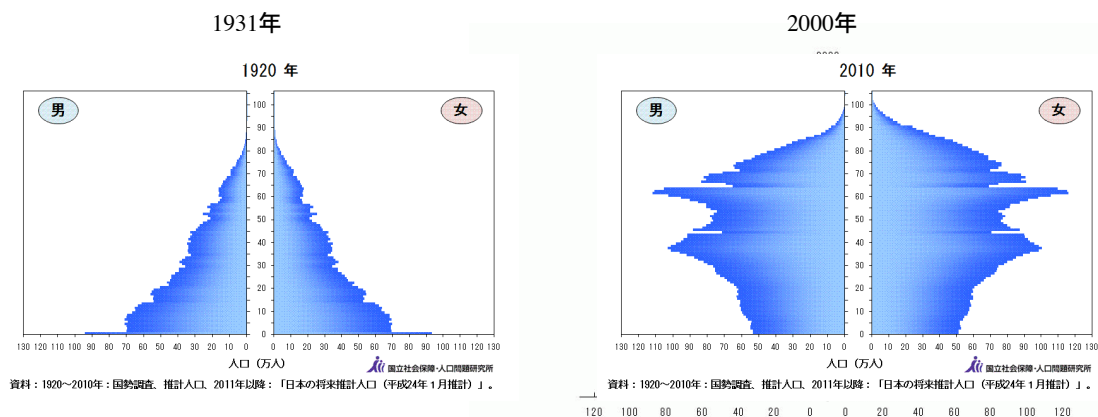 1931年
2000年
1920 年
男
女
100
90
80
70
60
50
40
30
20
10
0
130 120 110 100 90 80 70 60 50 40 30 20 10 0
0 10 20 30 40 50 60 70 80 90 100 110 120 130
人口 (万人)
国立社会保障・人口問題研究所
資料：1920～2010年：国勢調査、推計人口、2011年以降：「日本の将来推計人口（平成24年１月推計）」。
2010 年
男
女
100
90
80
70
60
50
40
30
20
10
0
130 120 110 100 90 80 70 60 50 40 30 20 10 0
0 10 20 30 40 50 60 70 80 90 100 110 120 130
人口 (万人)
国立社会保障・人口問題研究所
資料：1920～2010年：国勢調査、推計人口、2011年以降：「日本の将来推計人口（平成24年１月推計）」。
120 100 80 60 40 20 0 0 20 40 60 80 100 120